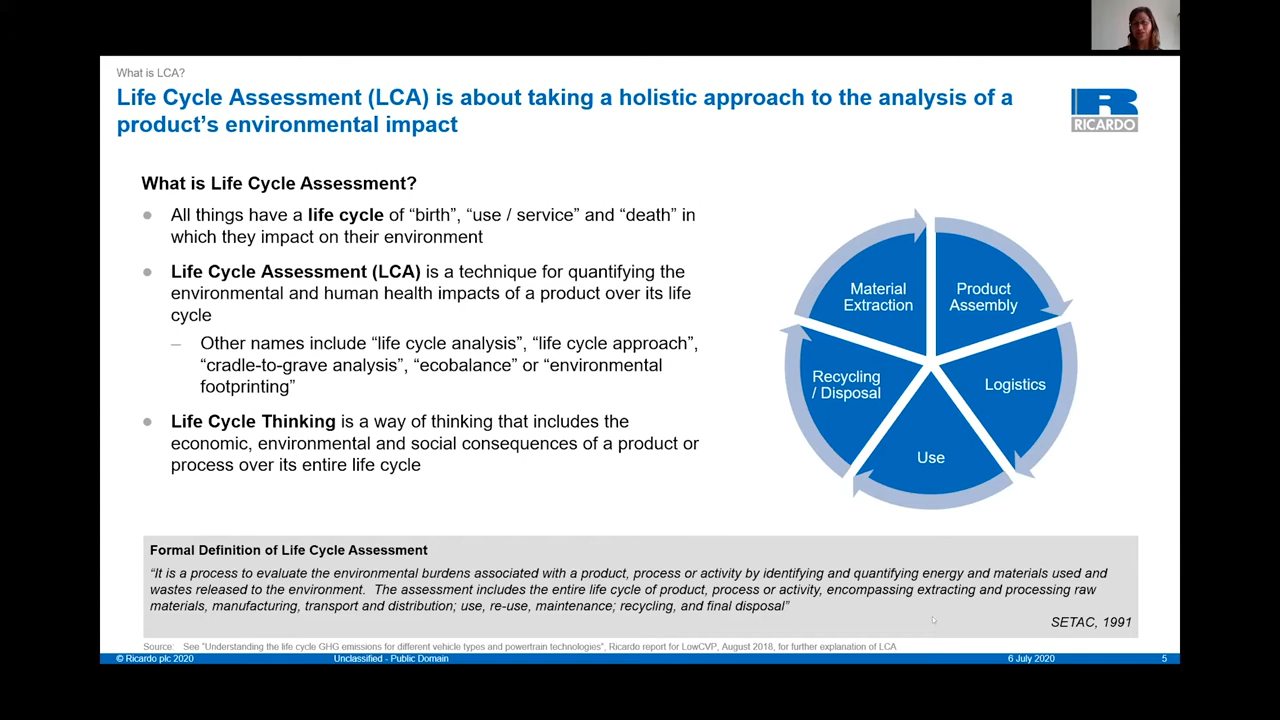 What is LCA?
Life Cycle Assessment (LCA) is about taking a holistic approach to the analysis of a
product's environmental impact
RICARDO
What is Life Cycle Assessment?
● All things have a life cycle of “birth”, “use / service” and “death” in
which they impact on their environment
● Life Cycle Assessment (LCA) is a technique for quantifying the
environmental and human health impacts of a product over its life
cycle
– Other names include “life cycle analysis”, “life cycle approach”,
“cradle-to-grave analysis”, “ecobalance” or “environmental
footprinting”
● Life Cycle Thinking is a way of thinking that includes the
economic, environmental and social consequences of a product or
process over its entire life cycle
Material
Extraction
Product
Assembly
Logistics
Use
Recycling
/ Disposal
Formal Definition of Life Cycle Assessment
“It is a process to evaluate the environmental burdens associated with a product, process or activity by identifying and quantifying energy and materials used and
wastes released to the environment. The assessment includes the entire life cycle of product, process or activity, encompassing extracting and processing raw
materials, manufacturing, transport and distribution; use, re-use, maintenance; recycling, and final disposal”
SETAC, 1991
Source: See "Understanding the life cycle GHG emissions for different vehicle types and powertrain technologies", Ricardo report for LowCVP, August 2018, for further explanation of LCA
© Ricardo plc 2020
Unclassified - Public Domain
6 July 2020
5